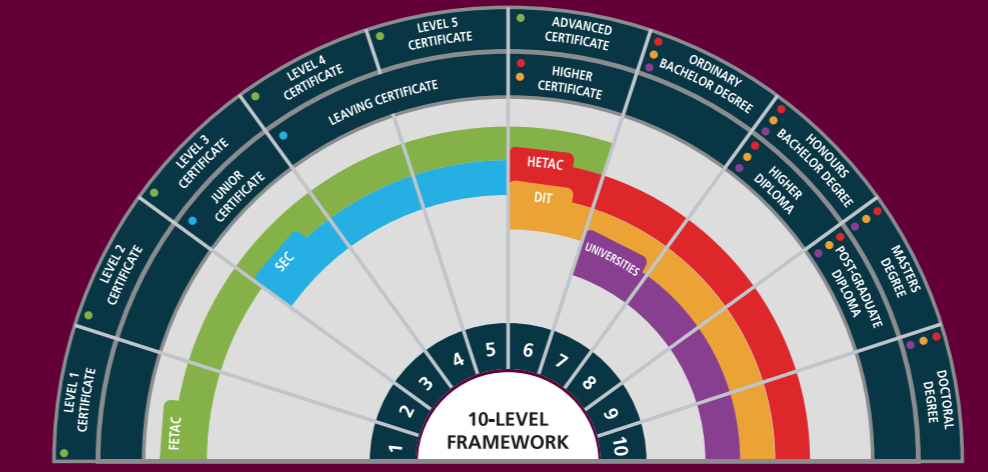 LEVEL 1
CERTIFICATE
LEVEL 2
CERTIFICATE
LEVEL 3
CERTIFICATE
LEVEL 4
CERTIFICATE
LEVEL 5
CERTIFICATE
ADVANCED
CERTIFICATE
ORDINARY
BACHELOR DEGREE
HONOURS
BACHELOR DEGREE
MASTERS
DEGREE
DOCTORAL
DEGREE
JUNIOR
CERTIFICATE
LEAVING CERTIFICATE
HIGHER
CERTIFICATE
HIGHER
DIPLOMA
POST-GRADUATE
DIPLOMA
FETAC
SEC
HETAC
DIT
UNIVERSITIES
1
2
3
4
5
6
7
8
9
10
10-LEVEL
FRAMEWORK